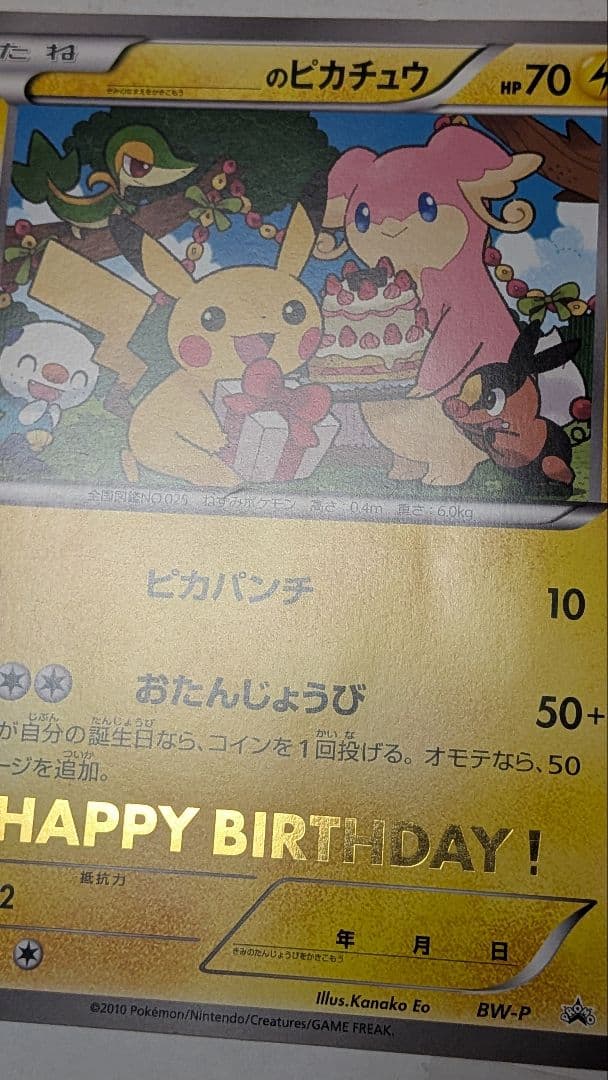 たね
のピカチュウ HP70
きみのなまえをかきこもう
全国図鑑NO.025 ねずみポケモン 高さ:0.4m 重さ:6.0kg
ピカパンチ 10
おたんじょうび 50+
が自分の誕生日なら、コインを1回投げる。オモテなら、50
ージを追加。
HAPPY BIRTHDAY!
抵抗力
2
年 月 日
きみのたんじょうびをかきこもう
Illus.Kanako Eo BW-P PROMO
©2010 Pokémon/Nintendo/Creatures/GAME FREAK.